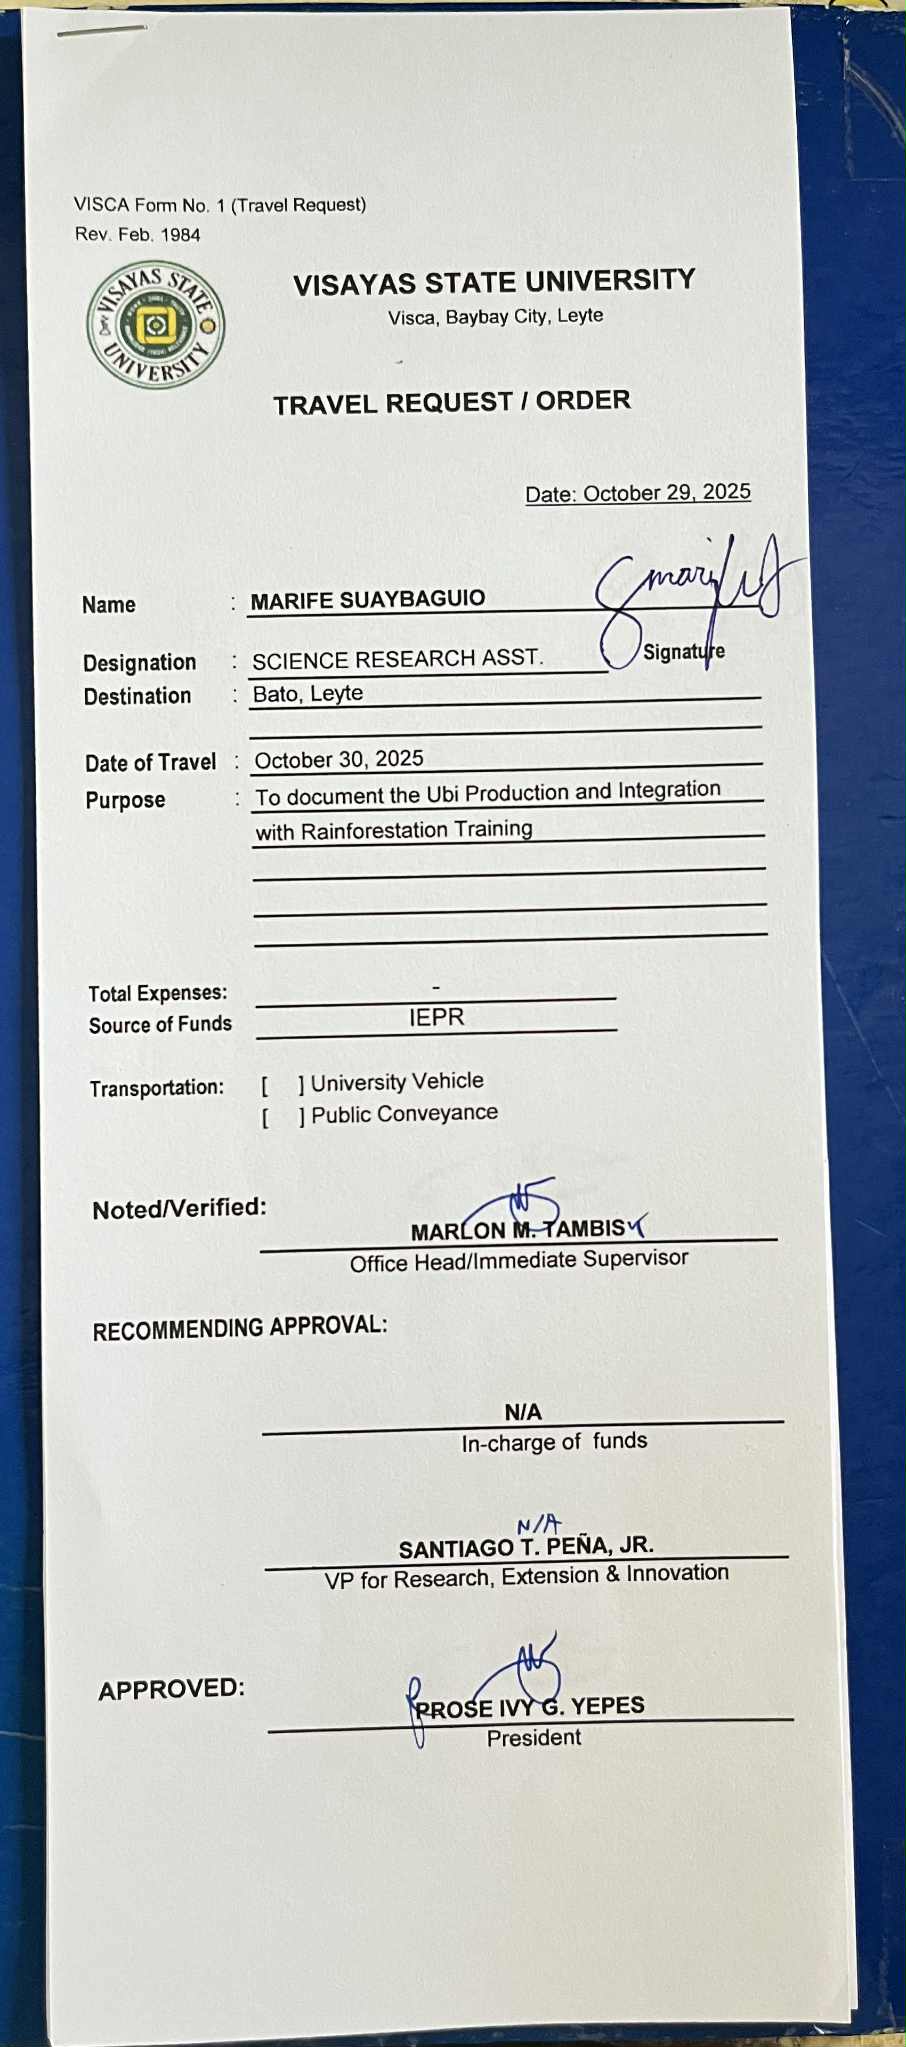 VISCA Form No. 1 (Travel Request)
Rev. Feb. 1984
VISAYAS STATE UNIVERSITY
VISAYAS STATE UNIVERSITY
Visca, Baybay City, Leyte
TRAVEL REQUEST / ORDER
Date: October 29, 2025
Name : MARIFE SUAYBAGUIO
Signature
Designation : SCIENCE RESEARCH ASST.
Destination : Bato, Leyte
Date of Travel : October 30, 2025
Purpose : To document the Ubi Production and Integration
with Rainforestation Training
Total Expenses: -
Source of Funds IEPR
Transportation: [ ] University Vehicle
[ ] Public Conveyance
Noted/Verified:
MARLON M. TAMBIS
Office Head/Immediate Supervisor
RECOMMENDING APPROVAL:
N/A
In-charge of funds
N/A
SANTIAGO T. PEÑA, JR.
VP for Research, Extension & Innovation
APPROVED:
PROSE IVY G. YEPES
President